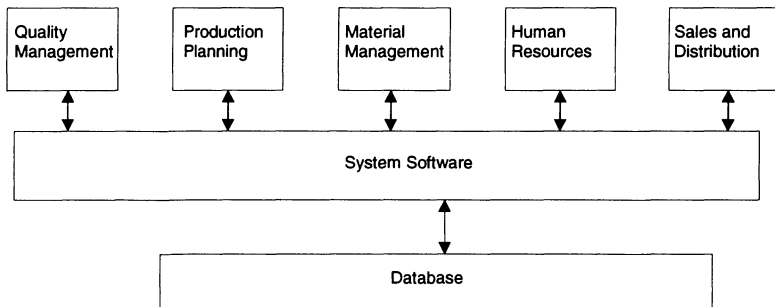 Quality
Management
Production
Planning
Material
Management
Human
Resources
Sales and
Distribution
System Software
Database